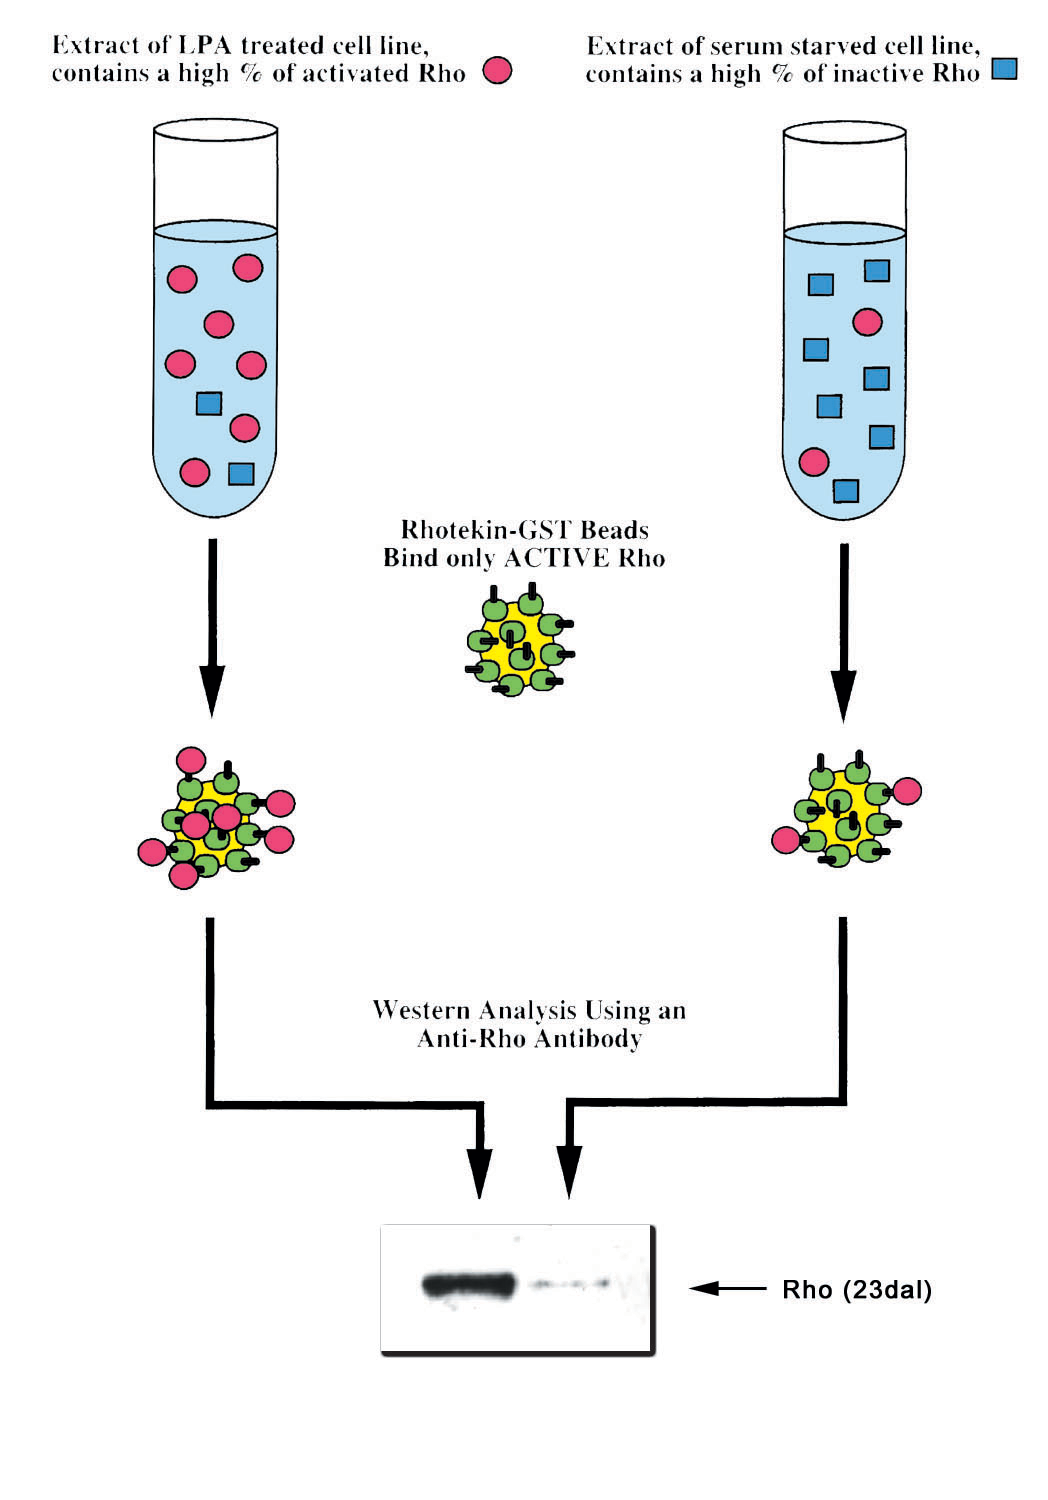 Extract of LPA treated cell line,
contains a high % of activated Rho
Extract of serum starved cell line,
contains a high % of inactive Rho
Rhotekin-GST Beads
Bind only ACTIVE Rho
Western Analysis Using an
Anti-Rho Antibody
Rho (23dal)